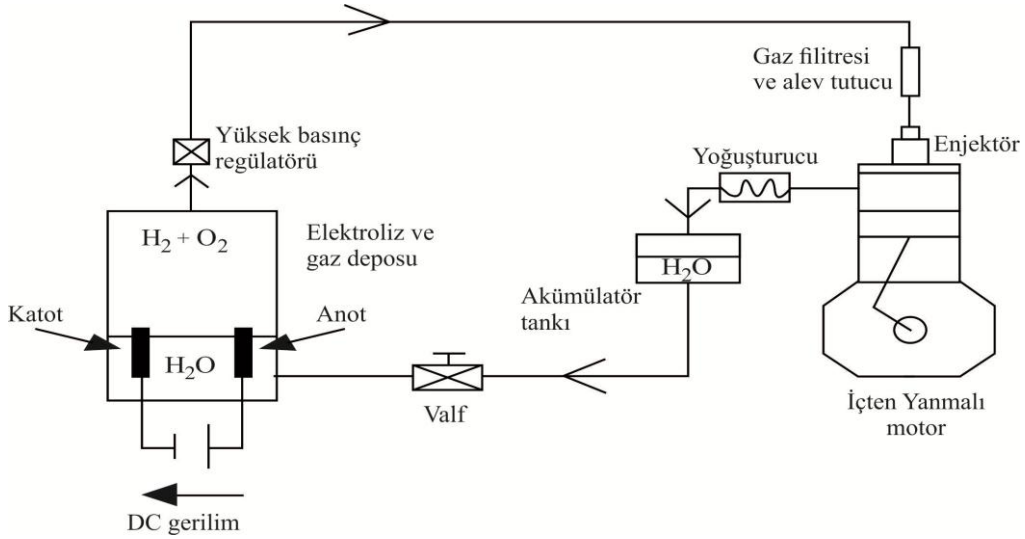 Gaz filitresi
ve alev tutucu
Yüksek basınç
regülatörü
Yoğuşturucu
Enjektör
H₂ + O₂
Elektroliz ve
gaz deposu
H₂O
Akümülatör
tankı
Katot
Anot
H₂O
Valf
İçten Yanmalı
motor
DC gerilim